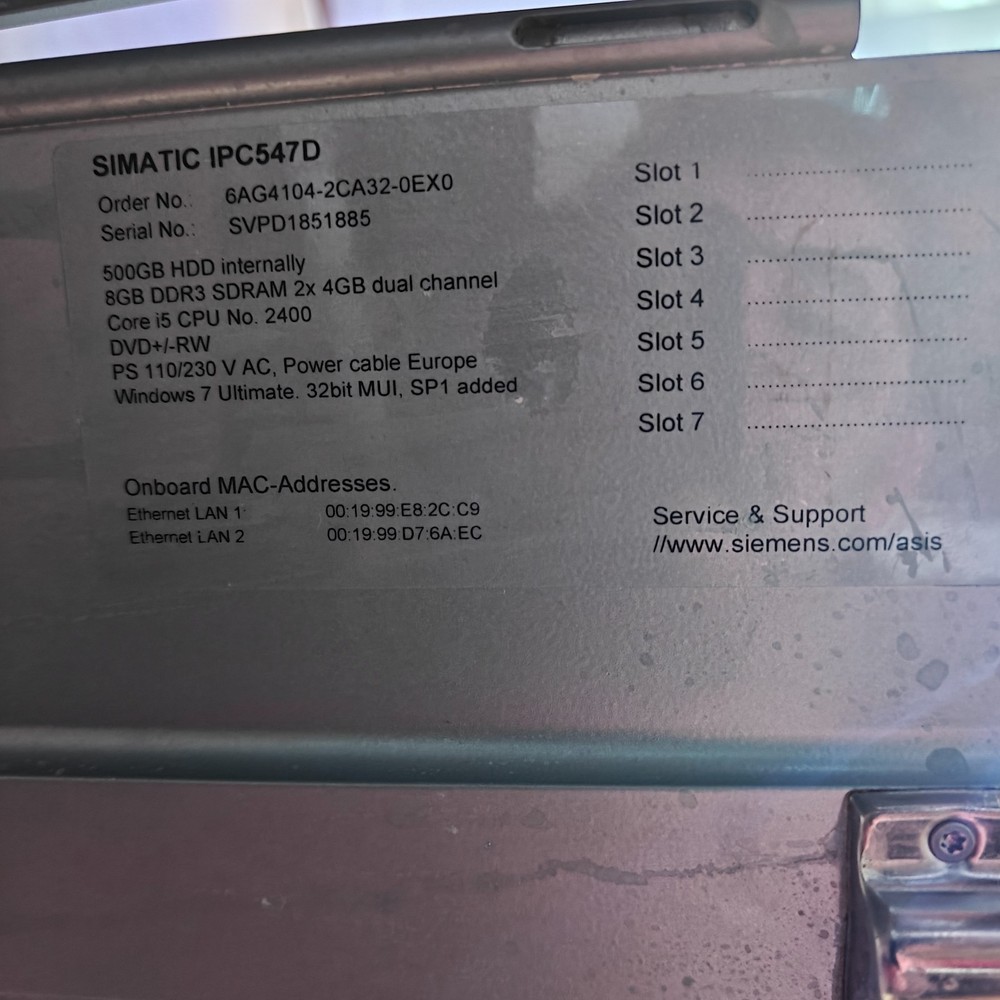 SIMATIC IPC547D
Order No.: 6AG4104-2CA32-0EX0
Serial No.: SVPD1851885
500GB HDD internally
8GB DDR3 SDRAM 2x 4GB dual channel
Core i5 CPU No. 2400
DVD+/-RW
PS 110/230 V AC, Power cable Europe
Windows 7 Ultimate. 32bit MUI, SP1 added
Onboard MAC-Addresses.
Ethernet LAN 1: 00:19:99:E8:2C:C9
Ethernet LAN 2 00:19:99:D7:6A:EC
Slot 1 ........................
Slot 2 ........................
Slot 3 ........................
Slot 4 ........................
Slot 5 ........................
Slot 6 ........................
Slot 7 ........................
Service & Support
//www.siemens.com/asis